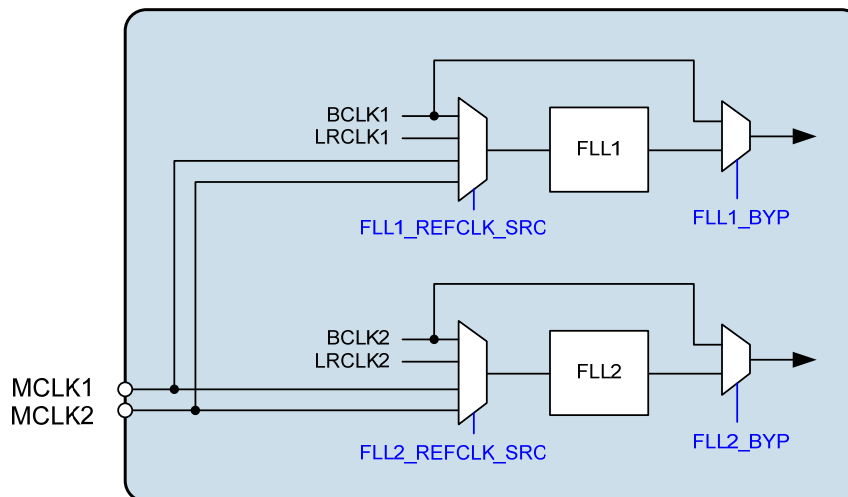 BCLK1
LRCLK1
FLL1
FLL1_REFCLK_SRC
FLL1_BYP
BCLK2
LRCLK2
FLL2
MCLK1
MCLK2
FLL2_REFCLK_SRC
FLL2_BYP